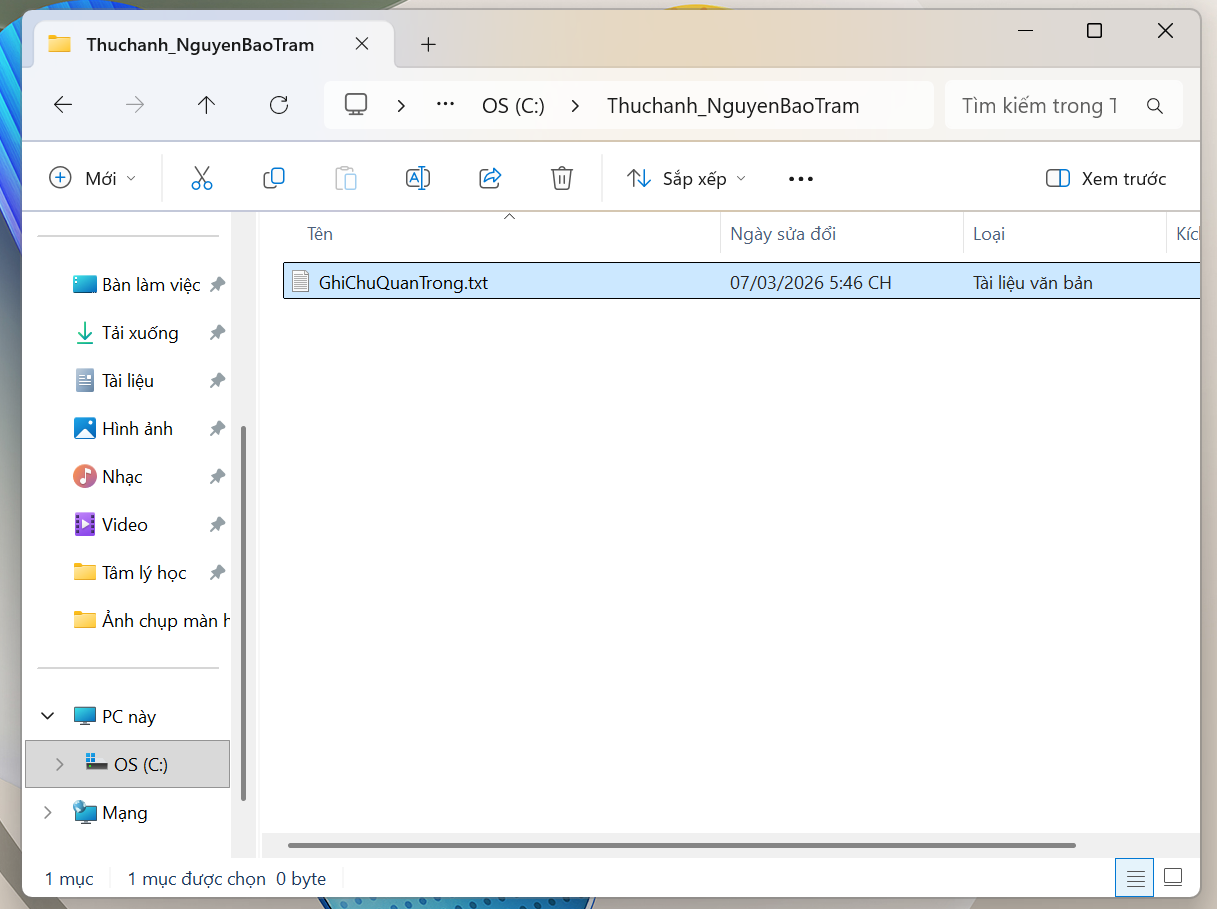 Thuchanh_NguyenBaoTram
OS (C:) Thuchanh_NguyenBaoTram Tìm kiếm trong T
Mới Sắp xếp Xem trước
Tên Ngày sửa đổi Loại Kíc
GhiChuQuanTrong.txt 07/03/2026 5:46 CH Tài liệu văn bản
Bàn làm việc
Tải xuống
Tài liệu
Hình ảnh
Nhạc
Video
Tâm lý học
Ảnh chụp màn h
PC này
OS (C:)
Mạng
1 mục 1 mục được chọn 0 byte